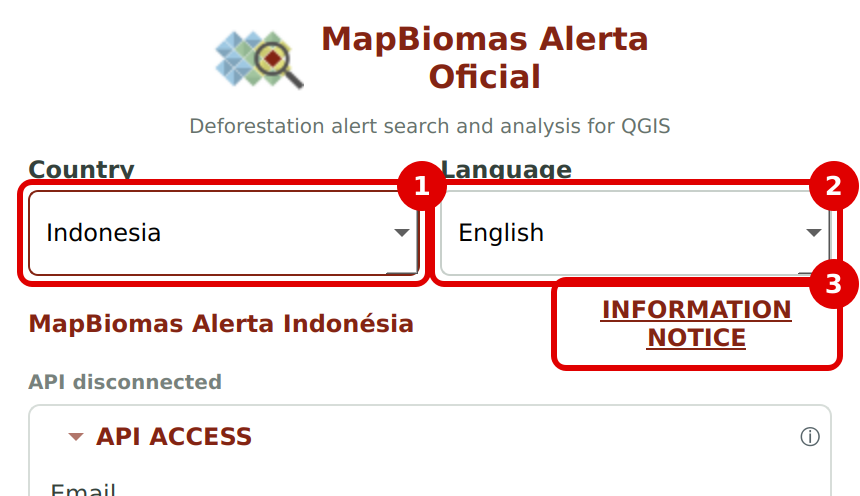 MapBiomas Alerta
Oficial
Deforestation alert search and analysis for QGIS
Country
Language
1
2
Indonesia
English
3
MapBiomas Alerta Indonésia
INFORMATION
NOTICE
API disconnected
API ACCESS
Email